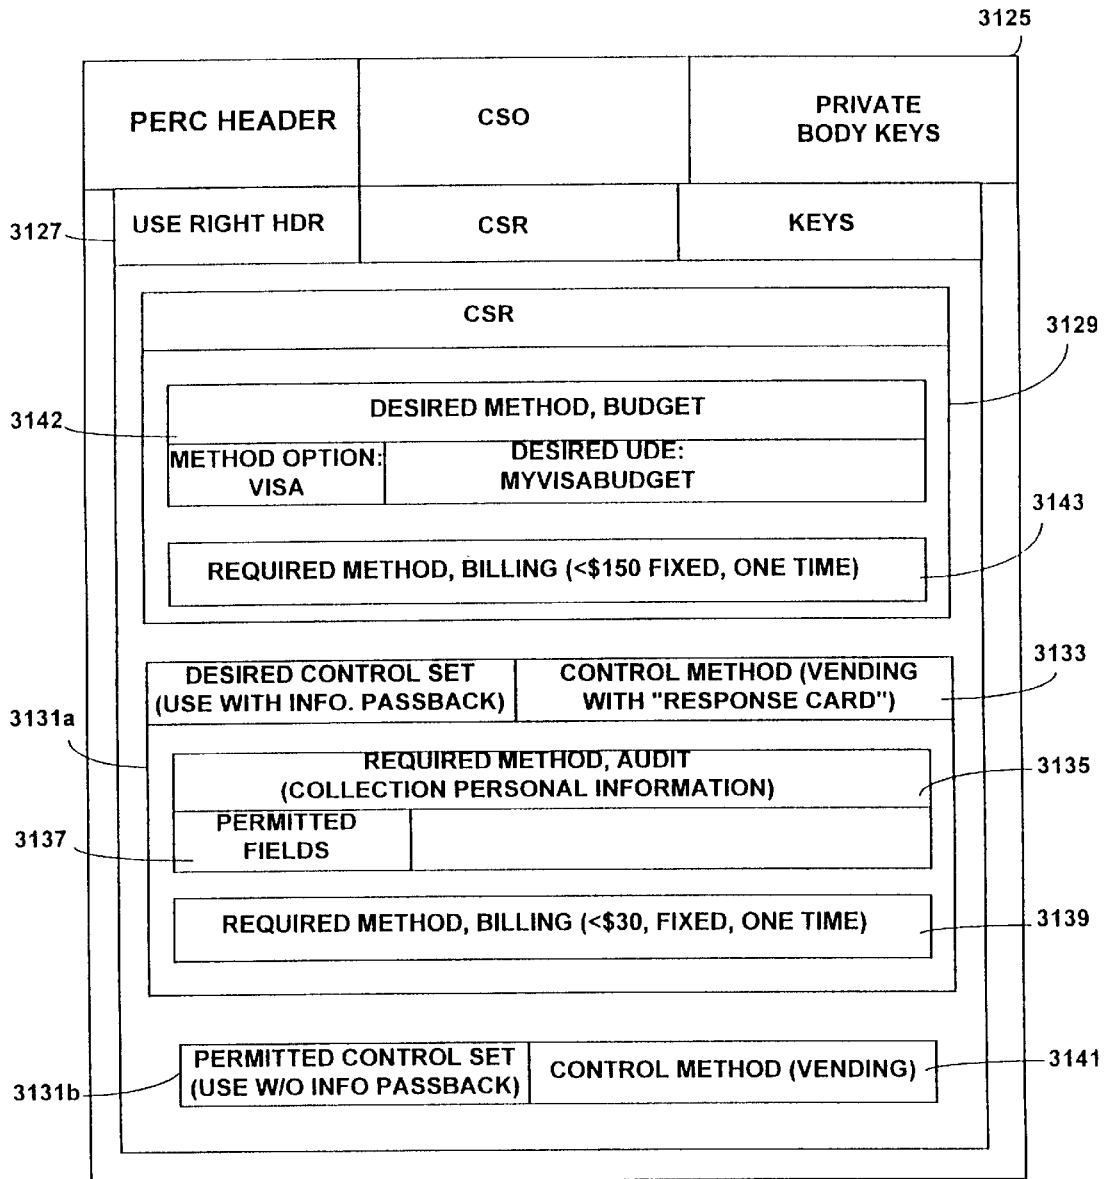 3125
PERC HEADER
CSO
PRIVATE
BODY KEYS
3127
USE RIGHT HDR
CSR
KEYS
CSR
3129
3142
DESIRED METHOD, BUDGET
METHOD OPTION:
VISA
DESIRED UDE:
MYVISABUDGET
3143
REQUIRED METHOD, BILLING (<$150 FIXED, ONE TIME)
3131a
DESIRED CONTROL SET
(USE WITH INFO. PASSBACK)
CONTROL METHOD (VENDING
WITH "RESPONSE CARD")
3133
REQUIRED METHOD, AUDIT
(COLLECTION PERSONAL INFORMATION)
3135
3137
PERMITTED
FIELDS
REQUIRED METHOD, BILLING (<$30, FIXED, ONE TIME)
3139
3131b
PERMITTED CONTROL SET
(USE W/O INFO PASSBACK)
CONTROL METHOD (VENDING)
3141